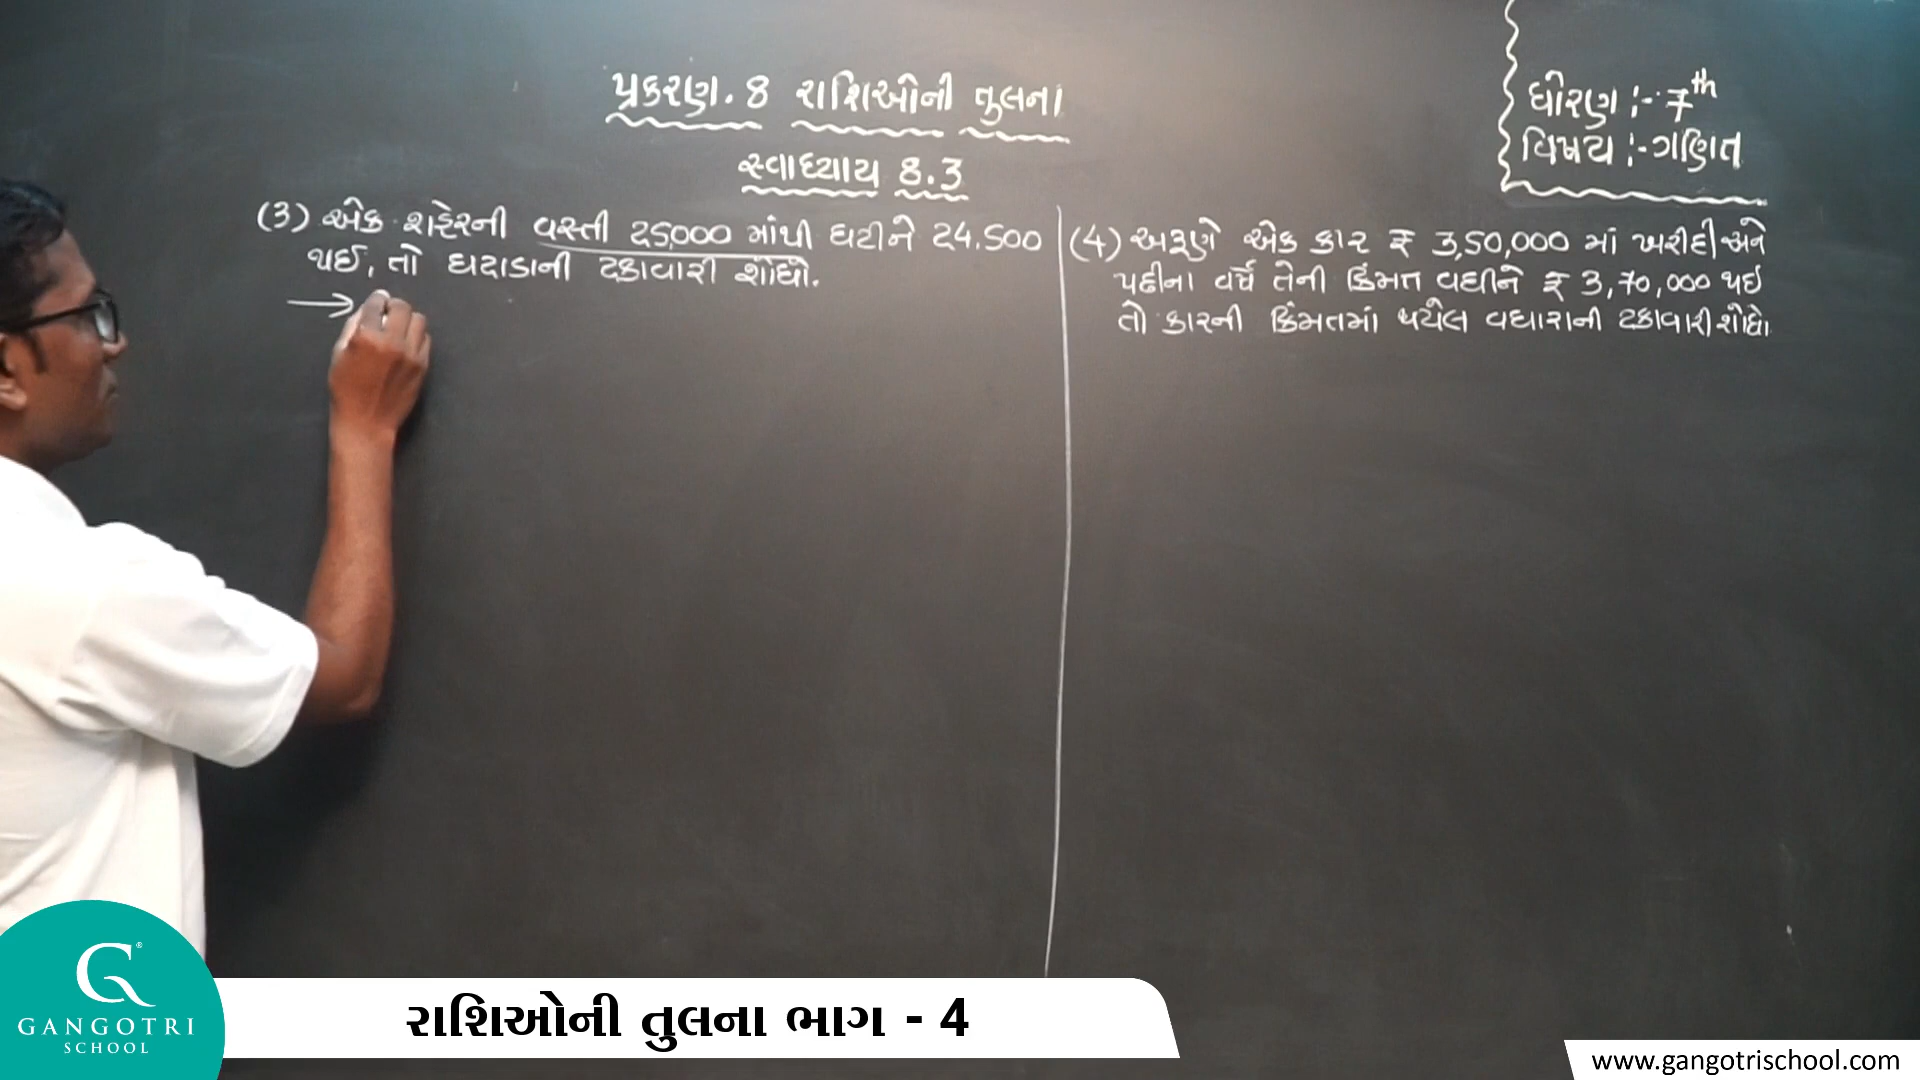 પ્રકરણ. 8 રાશિઓની તુલના
સ્વાધ્યાય 8.3
ધોરણ :- 7th
વિષય :- ગણિત
(3) એક શહેરની વસ્તી 25000 માંથી ઘટીને 24.500
થઈ, તો ઘટાડાની ટકાવારી શોધો.
(4) અરૂણે એક કાર ₹ 3,50,000 માં ખરીદી અને
પછીના વર્ષે તેની કિંમત વધીને ₹ 3,70,000 થઈ
તો કારની કિંમતમાં થયેલ વધારાની ટકાવારી શોધો
G®
GANGOTRI
SCHOOL
રાશિઓની તુલના ભાગ - 4
www.gangotrischool.com